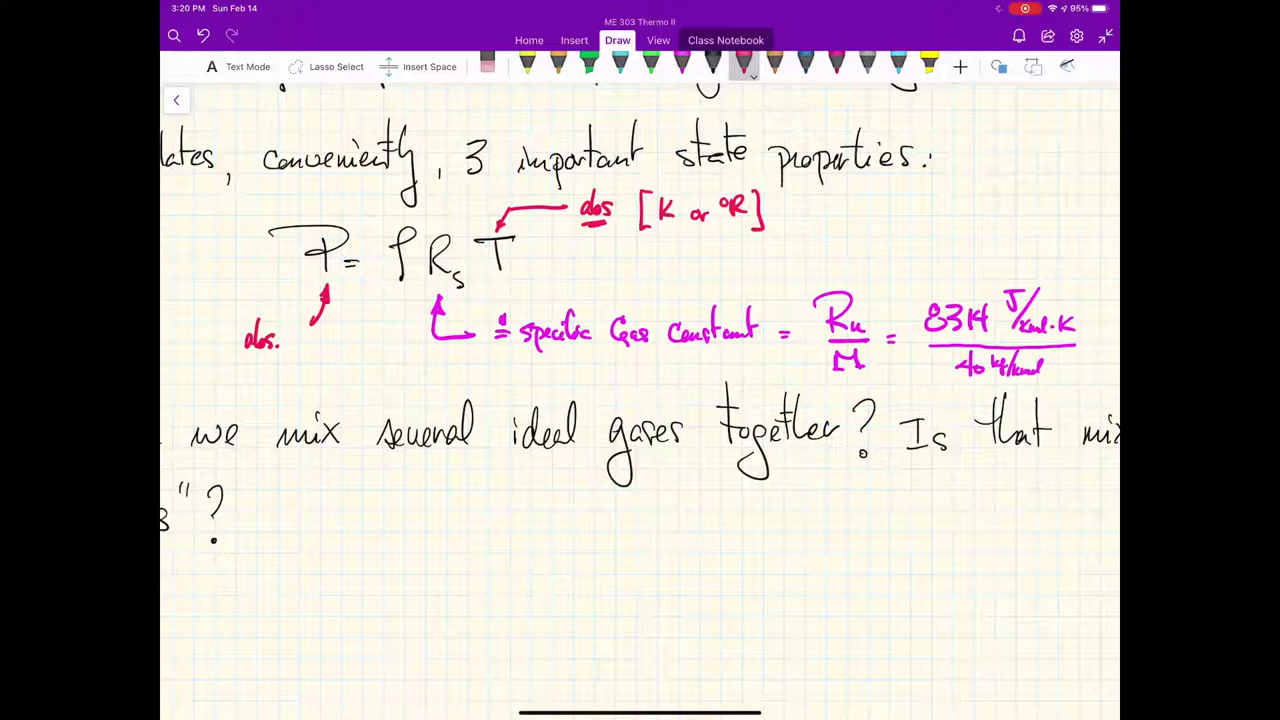 3:20 PM Sun Feb 14
95%
ME 303 Thermo II
Home Insert Draw View Class Notebook
Text Mode Lasso Select Insert Space
lates, conveniently, 3 important state properties:
abs [K or °R]
P = ρ R_s T
abs.
≐ specific Gas Constant = R_u / M = 8314 J/kmol·K / 40 kg/kmol
we mix several ideal gases together? Is that mix
s"?